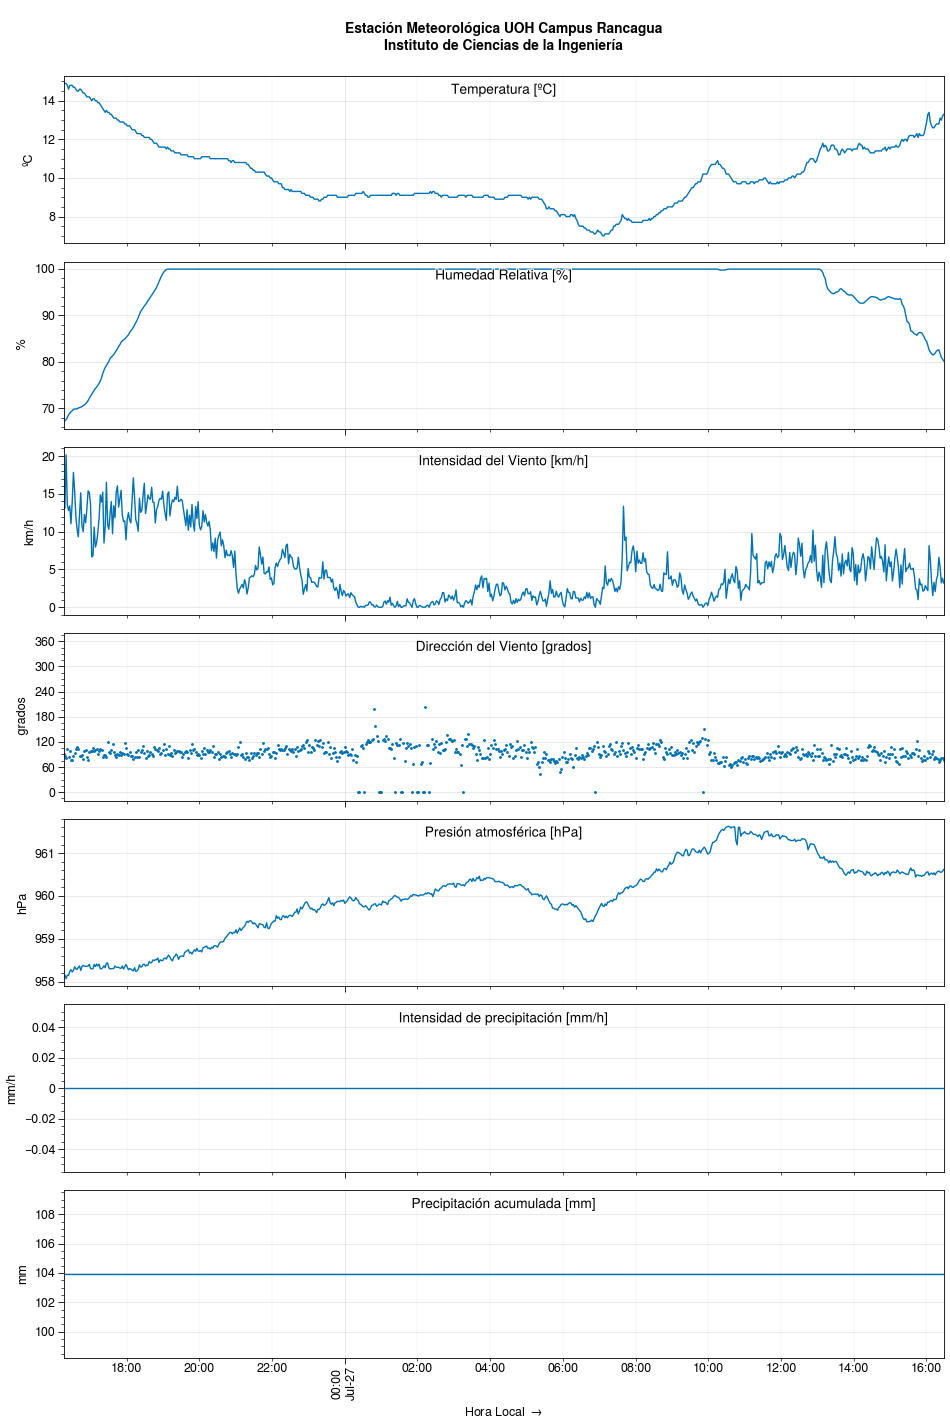 Estación Meteorológica UOH Campus Rancagua
Instituto de Ciencias de la Ingeniería
Temperatura [ºC]
14
12
10
8
ºC
Humedad Relativa [%]
100
90
80
70
%
Intensidad del Viento [km/h]
20
15
10
5
0
km/h
Dirección del Viento [grados]
360
300
240
180
120
60
0
grados
Presión atmosférica [hPa]
961
960
959
958
hPa
Intensidad de precipitación [mm/h]
0.04
0.02
0
−0.02
−0.04
mm/h
Precipitación acumulada [mm]
108
106
104
102
100
mm
18:00 20:00 22:00 00:00 02:00 04:00 06:00 08:00 10:00 12:00 14:00 16:00
Jul-27
Hora Local →